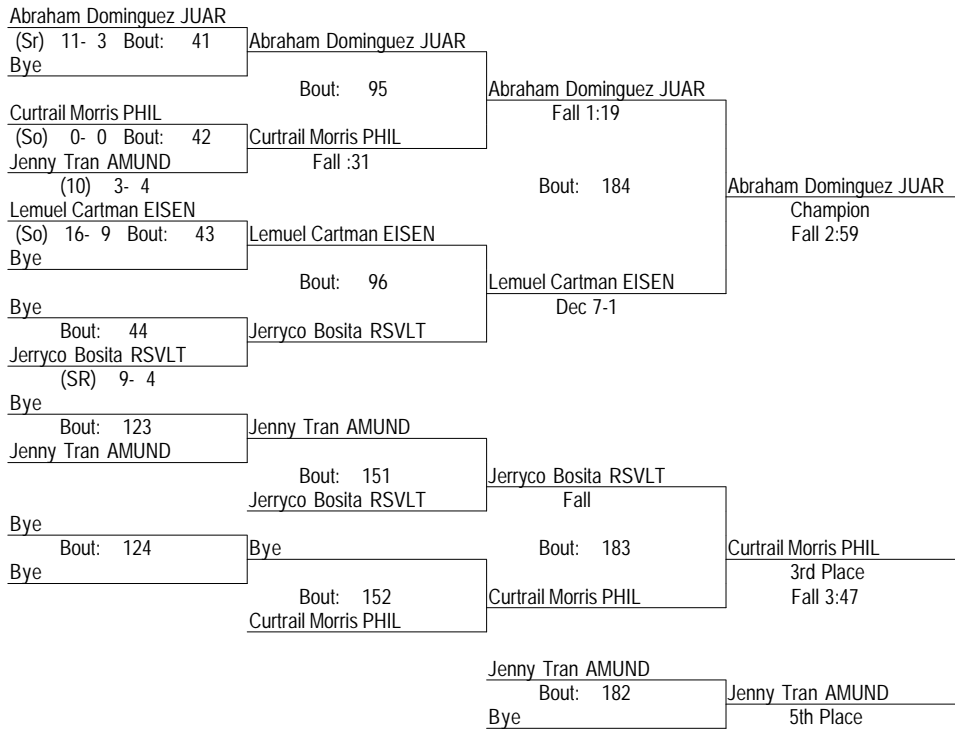 Abraham Dominguez JUAR
(Sr) 11- 3 Bout: 41
Abraham Dominguez JUAR
Bye
Bout: 95
Abraham Dominguez JUAR
Curtrail Morris PHIL
Fall 1:19
(So) 0- 0 Bout: 42
Curtrail Morris PHIL
Jenny Tran AMUND
Fall :31
(10) 3- 4
Bout: 184
Abraham Dominguez JUAR
Lemuel Cartman EISEN
Champion
(So) 16- 9 Bout: 43
Lemuel Cartman EISEN
Fall 2:59
Bye
Bout: 96
Lemuel Cartman EISEN
Bye
Dec 7-1
Bout: 44
Jerryco Bosita RSVLT
Jerryco Bosita RSVLT
(SR) 9- 4
Bye
Bout: 123
Jenny Tran AMUND
Jenny Tran AMUND
Bout: 151
Jerryco Bosita RSVLT
Jerryco Bosita RSVLT
Fall
Bye
Bout: 124
Bye
Bout: 183
Curtrail Morris PHIL
Bye
3rd Place
Bout: 152
Curtrail Morris PHIL
Fall 3:47
Curtrail Morris PHIL
Jenny Tran AMUND
Bout: 182
Jenny Tran AMUND
Bye
5th Place